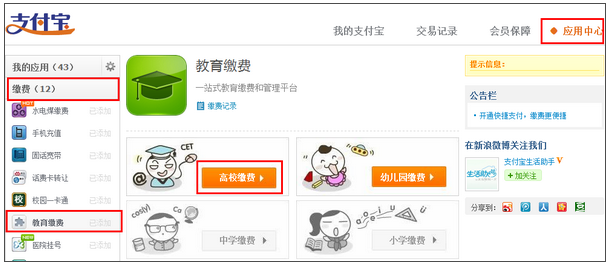 支付宝
我的支付宝 交易记录 会员保障 应用中心
我的应用（43）
缴费（12）
HOT
水电煤缴费 已添加
手机充值 已添加
固话宽带 已添加
话费卡转让 已添加
校 校园一卡通 已添加
教育缴费 已添加
NEW
医院挂号 已添加
教育缴费
一站式教育缴费和管理平台
缴费记录
CET
@
高校缴费
幼儿园缴费
中学缴费
a o e i u ü
小学缴费
提示信息：
公告栏
开通快捷支付，缴费更便捷
在新浪微博关注我们
生活助手
支付宝生活助手 V
+加关注
分享到：